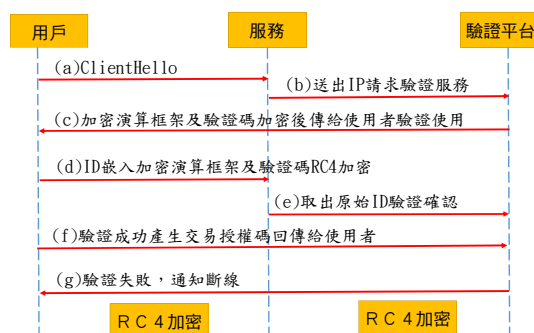 用戶
服務
驗證平台
(a)ClientHello
(b)送出IP請求驗證服務
(c)加密演算框架及驗證碼加密後傳給使用者驗證使用
(d)ID嵌入加密演算框架及驗證碼RC4加密
(e)取出原始ID驗證確認
(f)驗證成功產生交易授權碼回傳給使用者
(g)驗證失敗，通知斷線
ＲＣ４加密
ＲＣ４加密